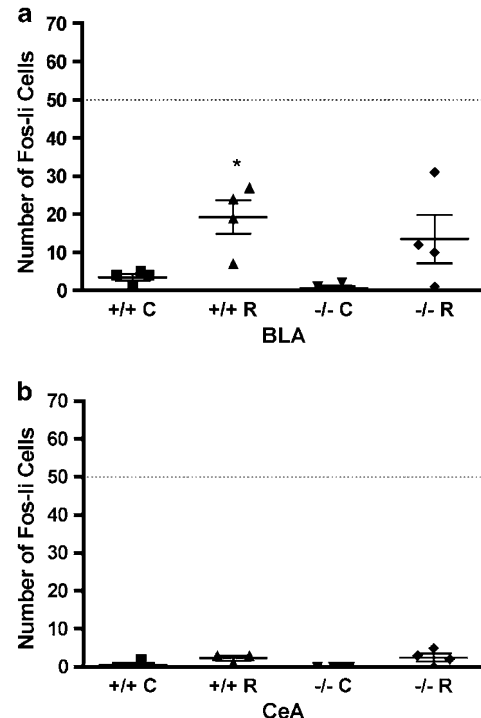 a
Number of Fos-li Cells
70
60
50
40
30
20
10
0
*
+/+ C +/+ R -/- C -/- R
BLA
b
Number of Fos-li Cells
70
60
50
40
30
20
10
0
+/+ C +/+ R -/- C -/- R
CeA